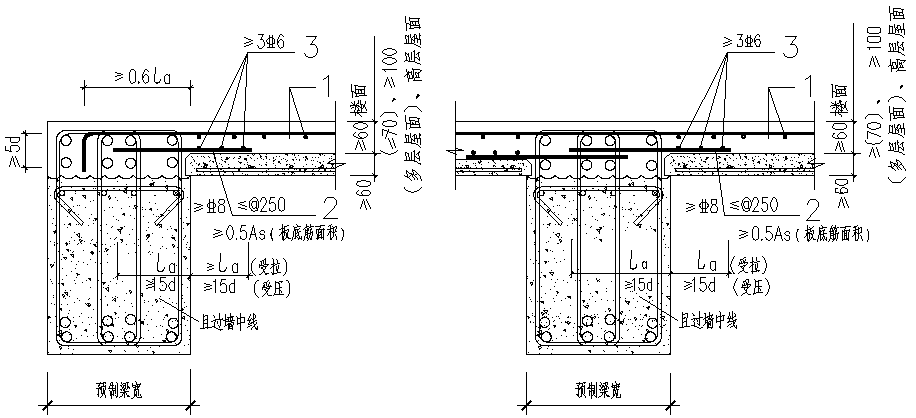 ≥3Φ6 3
≥0.6la
1
≥5d
≥60 楼面
(≤70)、≥100
(多层屋面)、高层屋面
≥60
≥Φ8 ≤@250 2
≥0.5As(板底筋面积)
la ≥la (受拉)
≥15d ≥15d (受压)
且过墙中线
预制梁宽
≥3Φ6 3
1
≥60 楼面
≥(70)、 ≥100
(多层屋面)、高层屋面
≥60
≥Φ8 ≤@250 2
≥0.5As(板底筋面积)
la la (受拉)
≥15d ≥15d (受压)
且过墙中线
预制梁宽